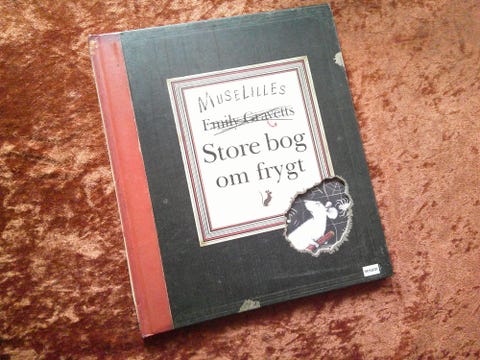 MUSELILLES
Emily Gravetts
Store bog
om frygt